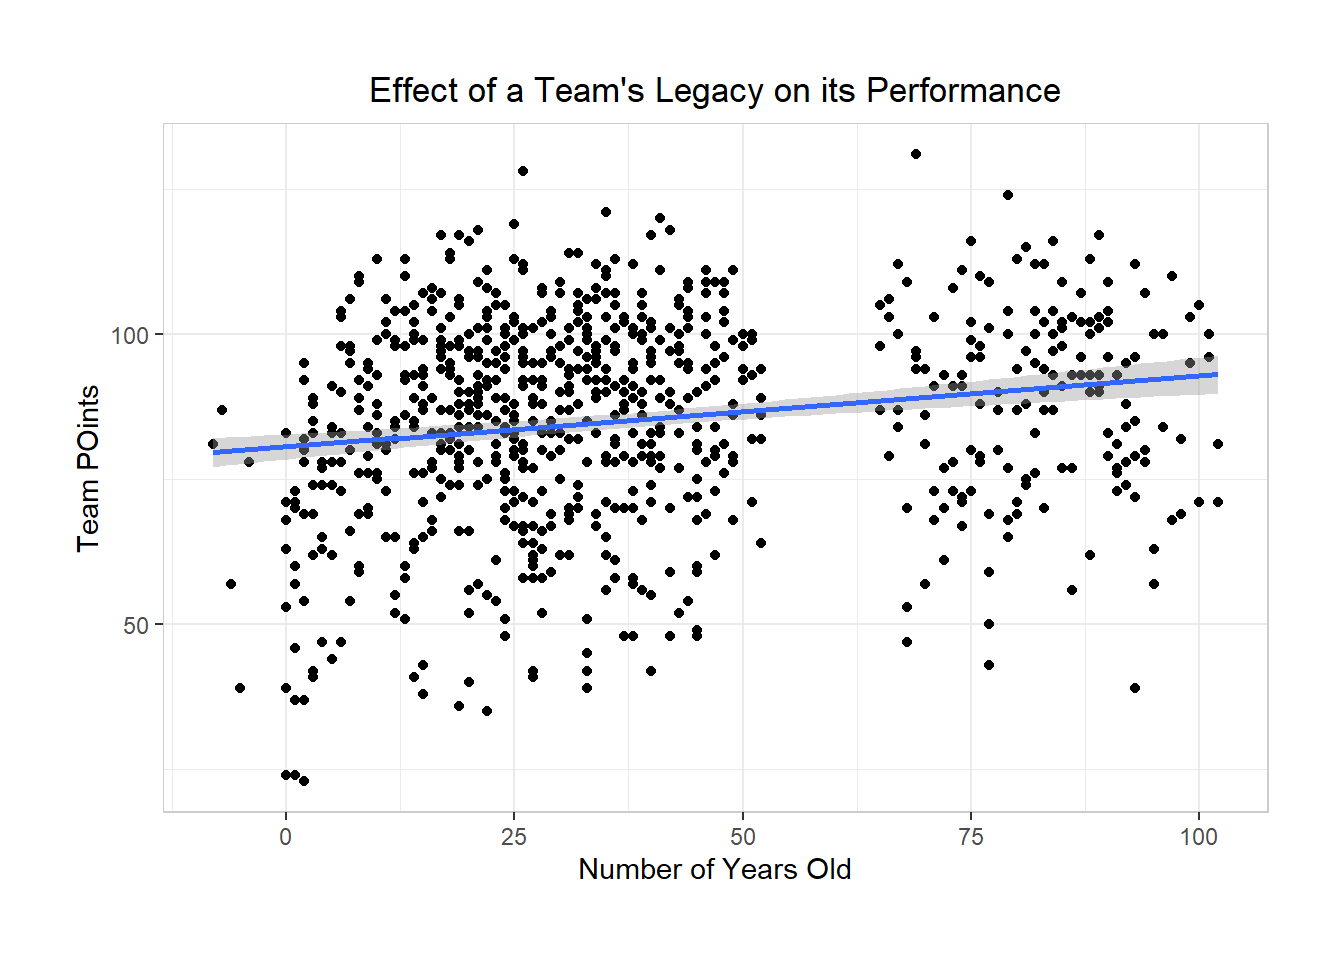 Effect of a Team's Legacy on its Performance
Team POints
100
50
0 25 50 75 100
Number of Years Old